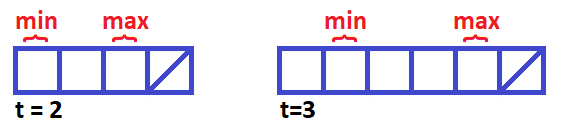 min max min max
t = 2 t=3